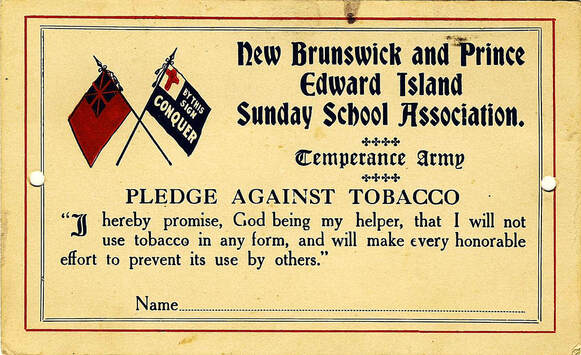 New Brunswick and Prince
Edward Island
Sunday School Association.
BY THIS
SIGN
CONQUER
Temperance Army
PLEDGE AGAINST TOBACCO
"I hereby promise, God being my helper, that I will not
use tobacco in any form, and will make every honorable
effort to prevent its use by others."
Name